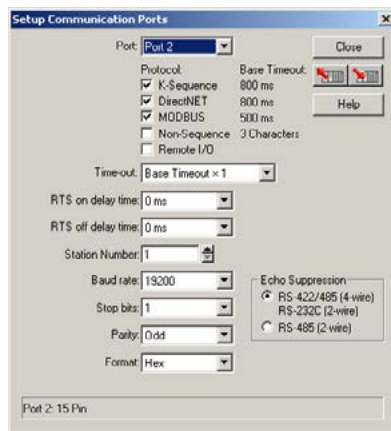 Setup Communication Ports
Port: Port 2
Close
Protocol: Base Timeout:
K-Sequence 800 ms
DirectNET 800 ms
MODBUS 500 ms
Non-Sequence 3 Characters
Remote I/O
Help
Time-out: Base Timeout × 1
RTS on delay time: 0 ms
RTS off delay time: 0 ms
Station Number: 1
Baud rate: 19200
Stop bits: 1
Parity: Odd
Format: Hex
Echo Suppression
RS-422/485 (4-wire)
RS-232C (2-wire)
RS-485 (2-wire)
Port 2: 15 Pin